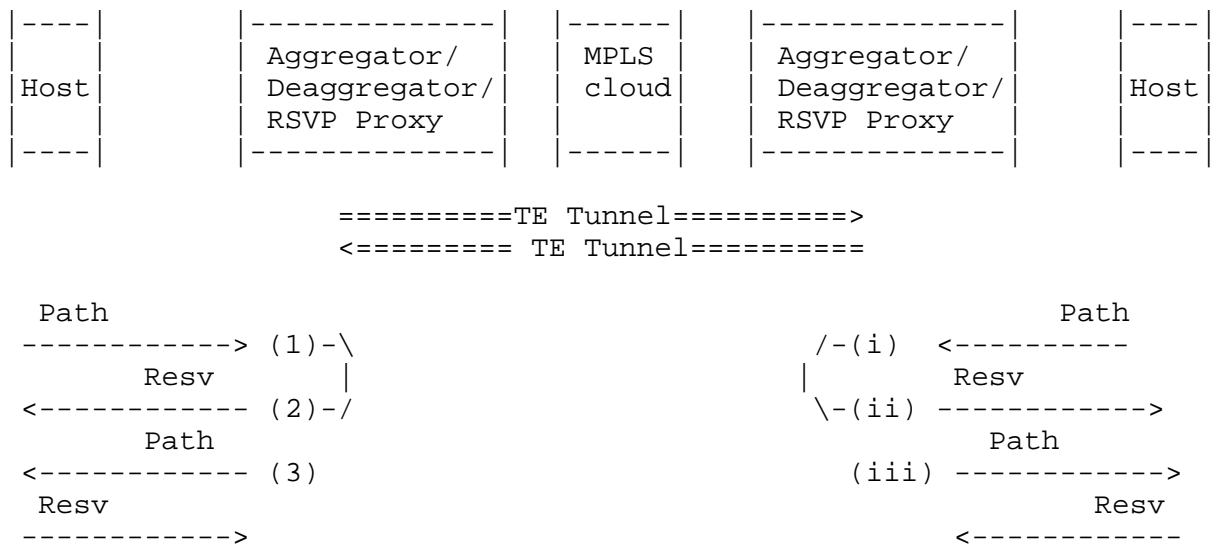 |----|        |--------------|  |------|   |--------------|     |----|
|    |        | Aggregator/  |  | MPLS |   | Aggregator/  |     |    |
|Host|        | Deaggregator/|  | cloud|   | Deaggregator/|     |Host|
|    |        | RSVP Proxy   |  |      |   | RSVP Proxy   |     |    |
|----|        |--------------|  |------|   |--------------|     |----|
==========TE Tunnel==========>
<========= TE Tunnel==========
Path                                                        Path
------------> (1)-\                          /-(i)  <----------
Resv       |                         |        Resv
<------------ (2)-/                          \-(ii) ------------>
Path                                            Path
<------------ (3)                              (iii) ------------>
Resv                                                          Resv
------------>                                        <------------